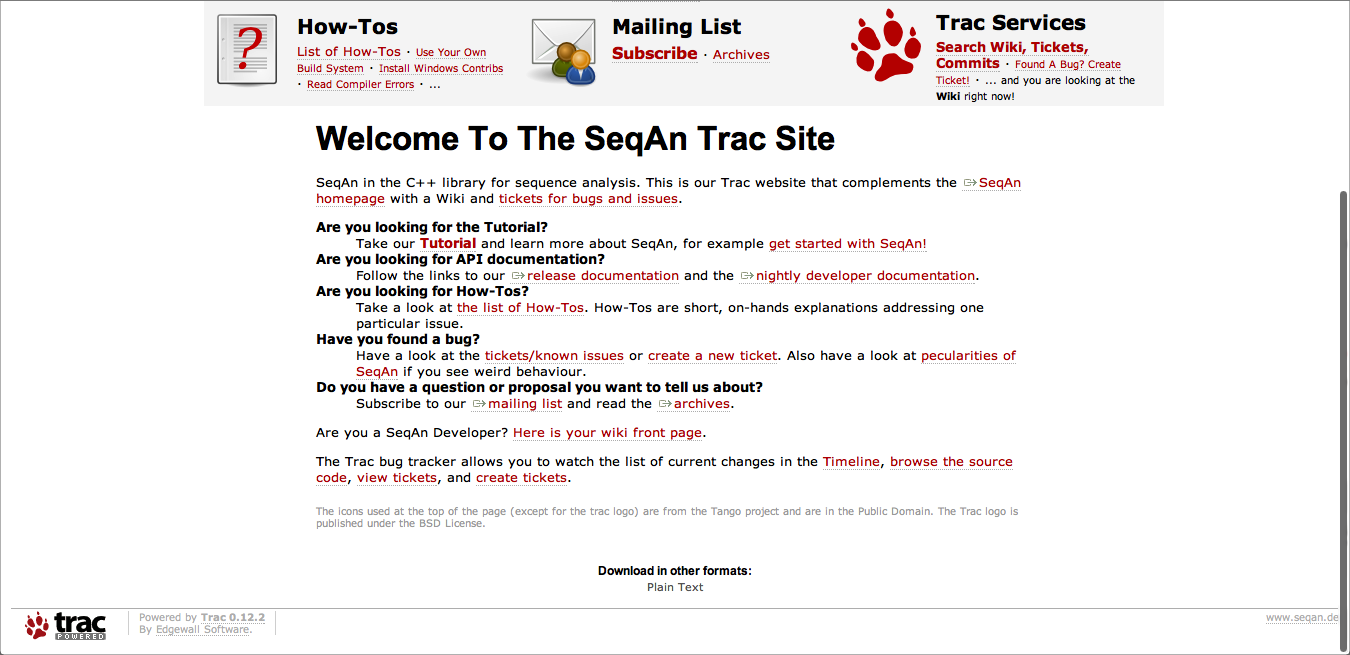 How-Tos
List of How-Tos · Use Your Own
Build System · Install Windows Contribs
· Read Compiler Errors · ...
Mailing List
Subscribe · Archives
Trac Services
Search Wiki, Tickets,
Commits · Found A Bug? Create
Ticket! · ... and you are looking at the
Wiki right now!
Welcome To The SeqAn Trac Site
SeqAn in the C++ library for sequence analysis. This is our Trac website that complements the SeqAn
homepage with a Wiki and tickets for bugs and issues.
Are you looking for the Tutorial?
Take our Tutorial and learn more about SeqAn, for example get started with SeqAn!
Are you looking for API documentation?
Follow the links to our release documentation and the nightly developer documentation.
Are you looking for How-Tos?
Take a look at the list of How-Tos. How-Tos are short, on-hands explanations addressing one
particular issue.
Have you found a bug?
Have a look at the tickets/known issues or create a new ticket. Also have a look at pecularities of
SeqAn if you see weird behaviour.
Do you have a question or proposal you want to tell us about?
Subscribe to our mailing list and read the archives.
Are you a SeqAn Developer? Here is your wiki front page.
The Trac bug tracker allows you to watch the list of current changes in the Timeline, browse the source
code, view tickets, and create tickets.
The icons used at the top of the page (except for the trac logo) are from the Tango project and are in the Public Domain. The Trac logo is
published under the BSD License.
Download in other formats:
Plain Text
trac
POWERED
Powered by Trac 0.12.2
By Edgewall Software.
www.seqan.de